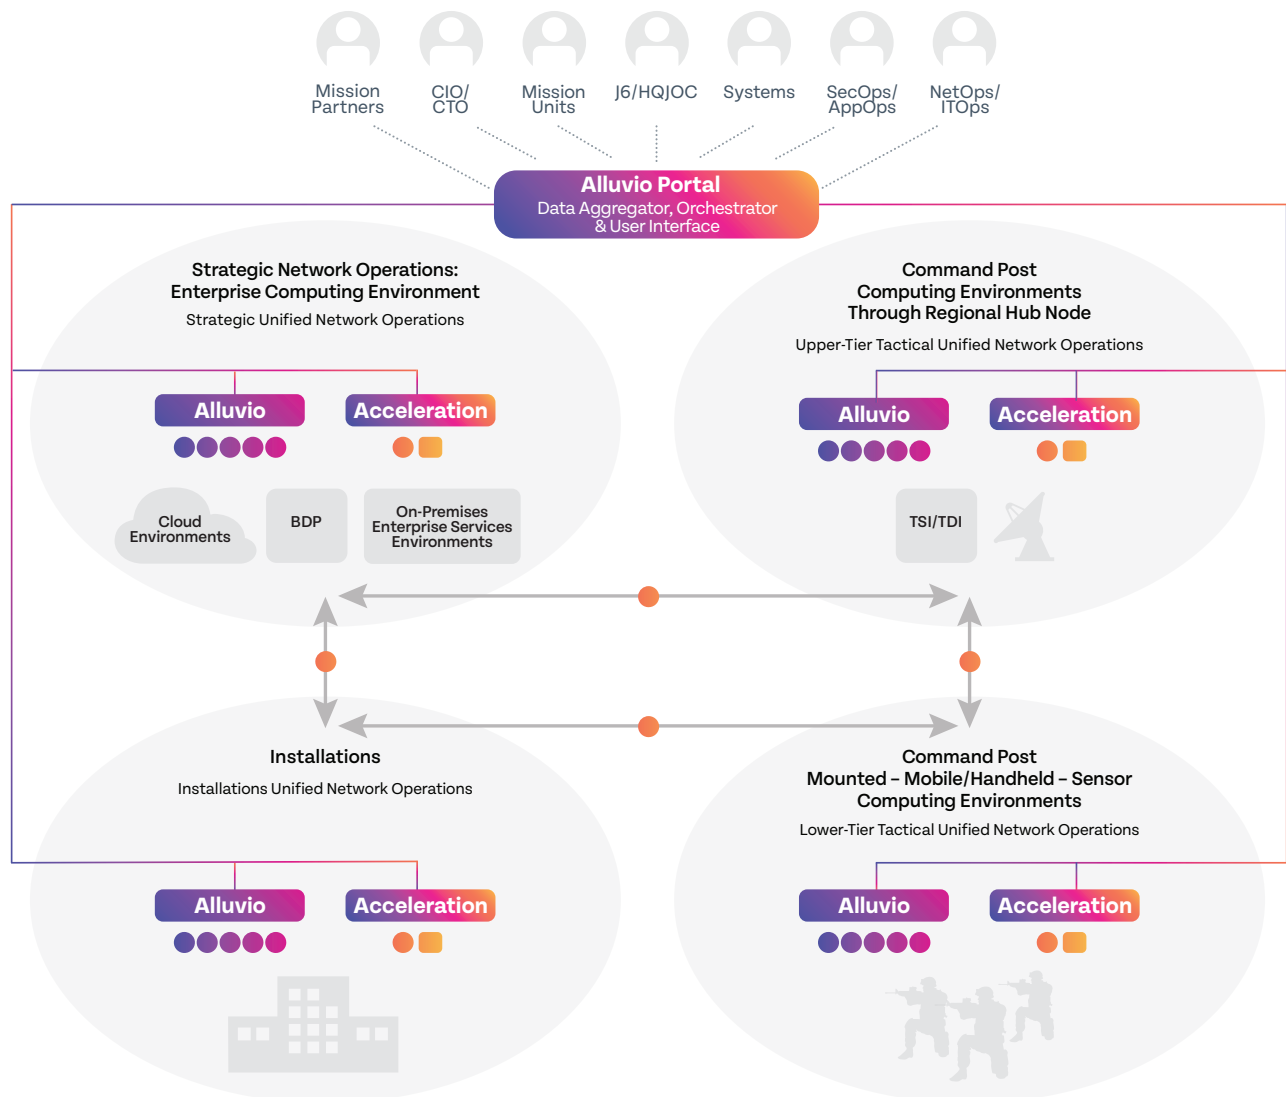 Mission
Partners
CIO/
CTO
Mission
Units
J6/HQJOC
Systems
SecOps/
AppOps
NetOps/
ITOps
Alluvio Portal
Data Aggregator, Orchestrator
& User Interface
Strategic Network Operations:
Enterprise Computing Environment
Strategic Unified Network Operations
Alluvio
Acceleration
Cloud
Environments
BDP
On-Premises
Enterprise Services
Environments
Command Post
Computing Environments
Through Regional Hub Node
Upper-Tier Tactical Unified Network Operations
Alluvio
Acceleration
TSI/TDI
Installations
Installations Unified Network Operations
Alluvio
Acceleration
Command Post
Mounted – Mobile/Handheld – Sensor
Computing Environments
Lower-Tier Tactical Unified Network Operations
Alluvio
Acceleration